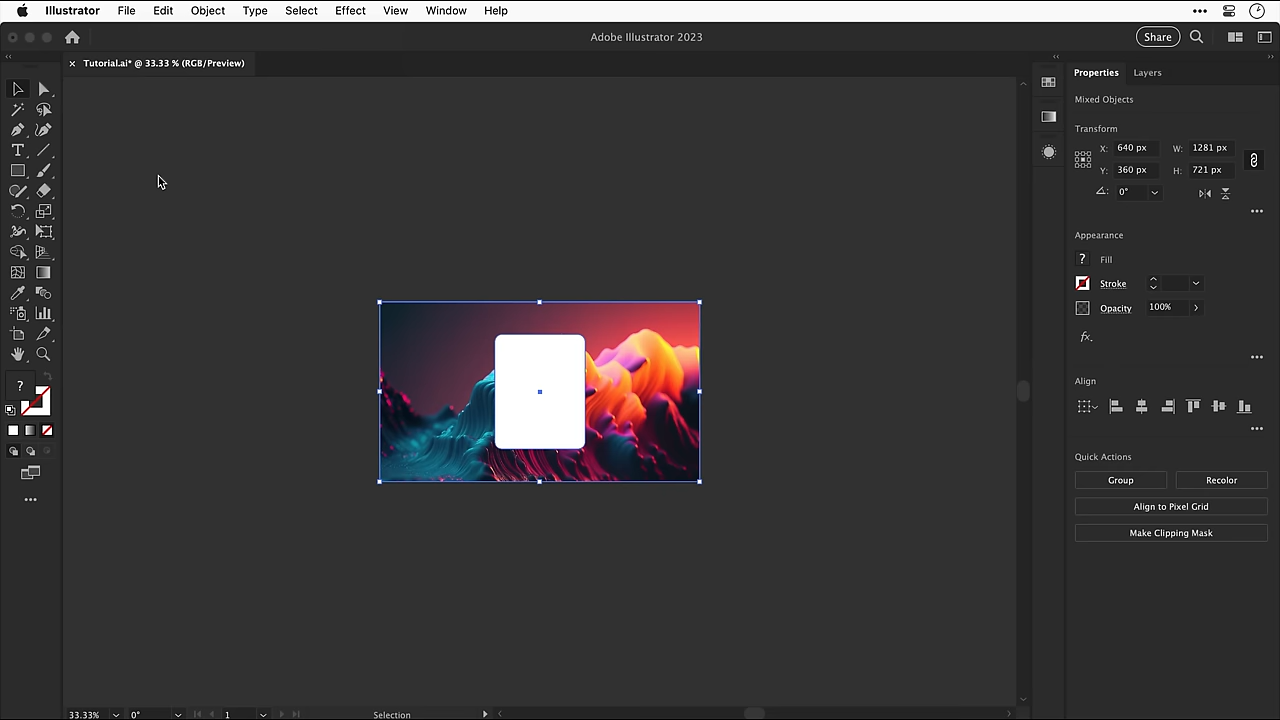 Illustrator File Edit Object Type Select Effect View Window Help
Adobe Illustrator 2023
Share
Tutorial.ai* @ 33.33 % (RGB/Preview)
Properties Layers
Mixed Objects
Transform
X: 640 px W: 1281 px
Y: 360 px H: 721 px
0°
Appearance
? Fill
Stroke
Opacity 100%
fx.
Align
Quick Actions
Group Recolor
Align to Pixel Grid
Make Clipping Mask
?
33.33% 0° 1 Selection